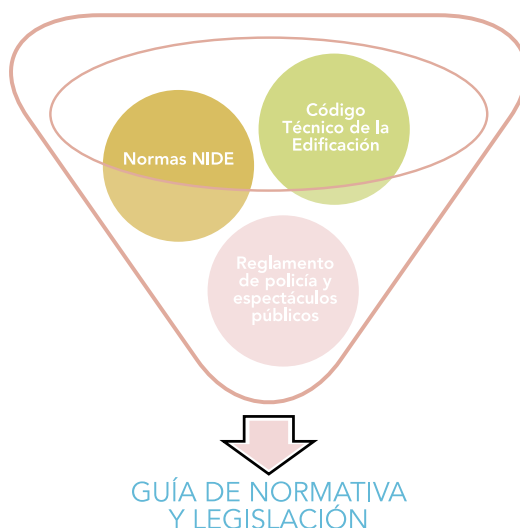 Código
Técnico de la
Edificación
Normas NIDE
Reglamento
de policía y
espectáculos
públicos
GUÍA DE NORMATIVA
Y LEGISLACIÓN